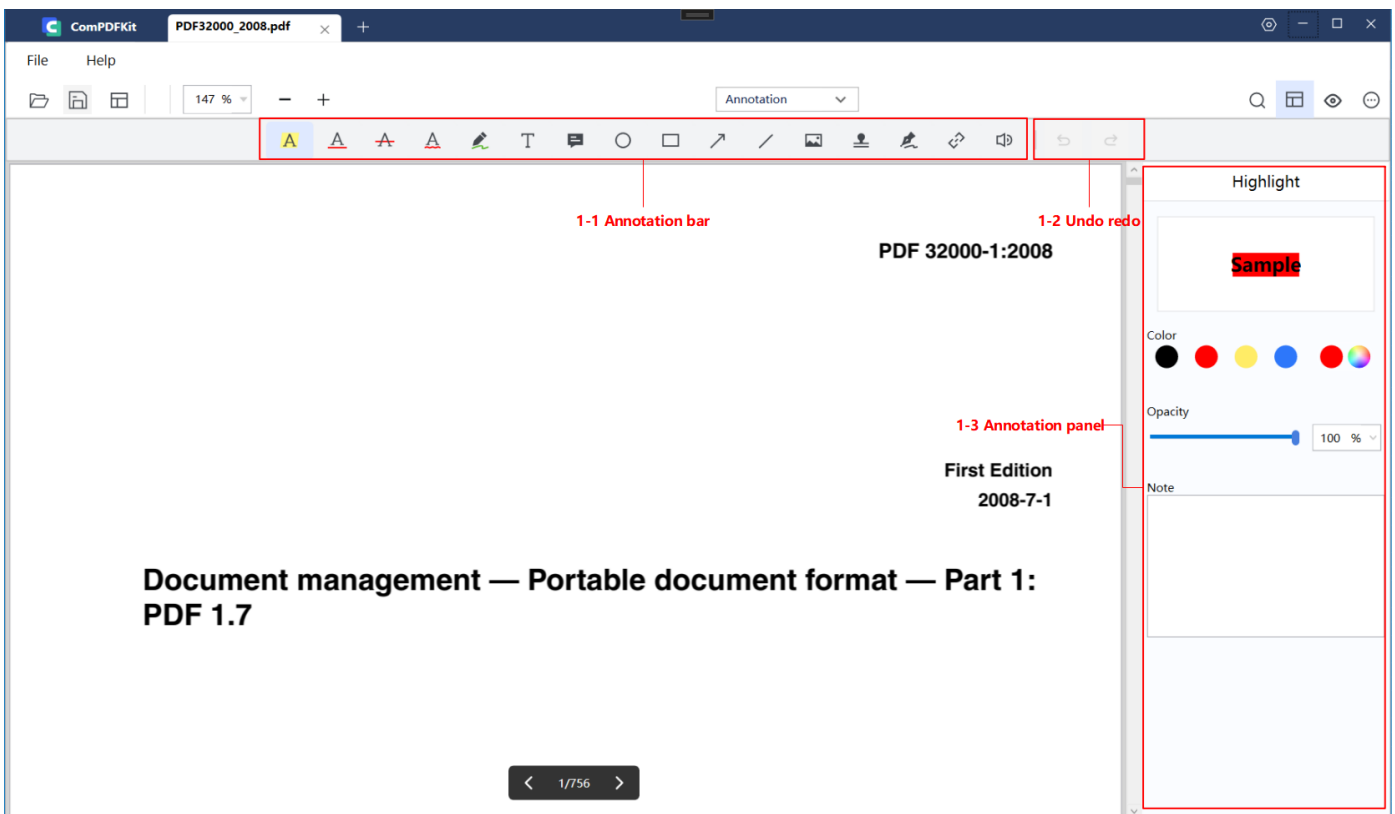 ComPDFKit PDF32000_2008.pdf
File Help
147 % Annotation
A A A A T
1-1 Annotation bar
1-2 Undo redo
Highlight
PDF 32000-1:2008
Sample
Color
Opacity
100 %
1-3 Annotation panel
First Edition
Note
2008-7-1
Document management — Portable document format — Part 1:
PDF 1.7
1/756